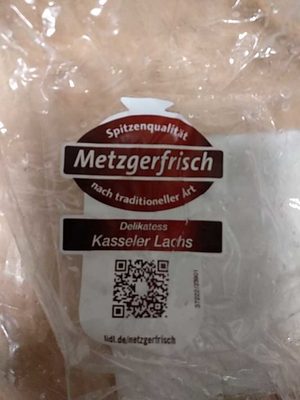 Spitzenqualität
Metzgerfrisch
nach traditioneller Art
Delikatess
Kasseler Lachs
lidl.de/metzgerfrisch